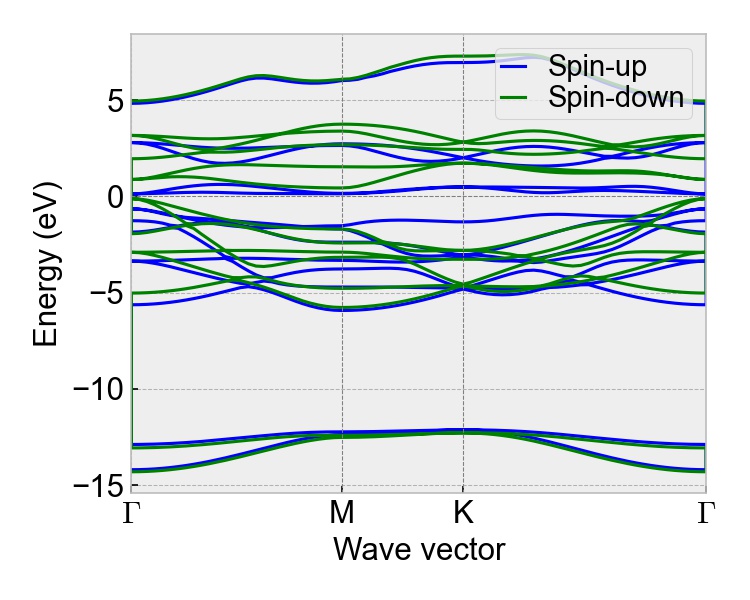 Spin-up
Spin-down
5
0
−5
−10
−15
Energy (eV)
Γ M K Γ
Wave vector